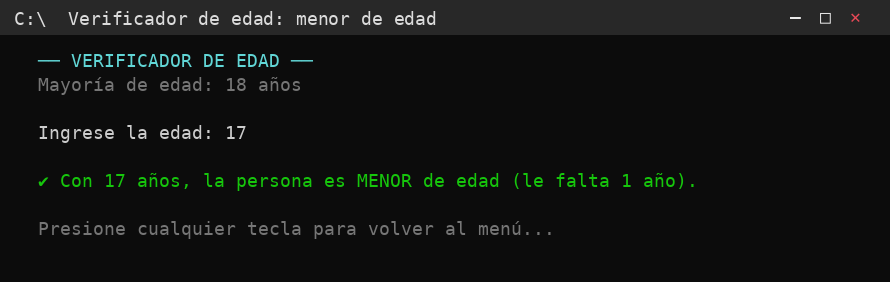 C:\  Verificador de edad: menor de edad
── VERIFICADOR DE EDAD ──
Mayoría de edad: 18 años
Ingrese la edad: 17
✔ Con 17 años, la persona es MENOR de edad (le falta 1 año).
Presione cualquier tecla para volver al menú...